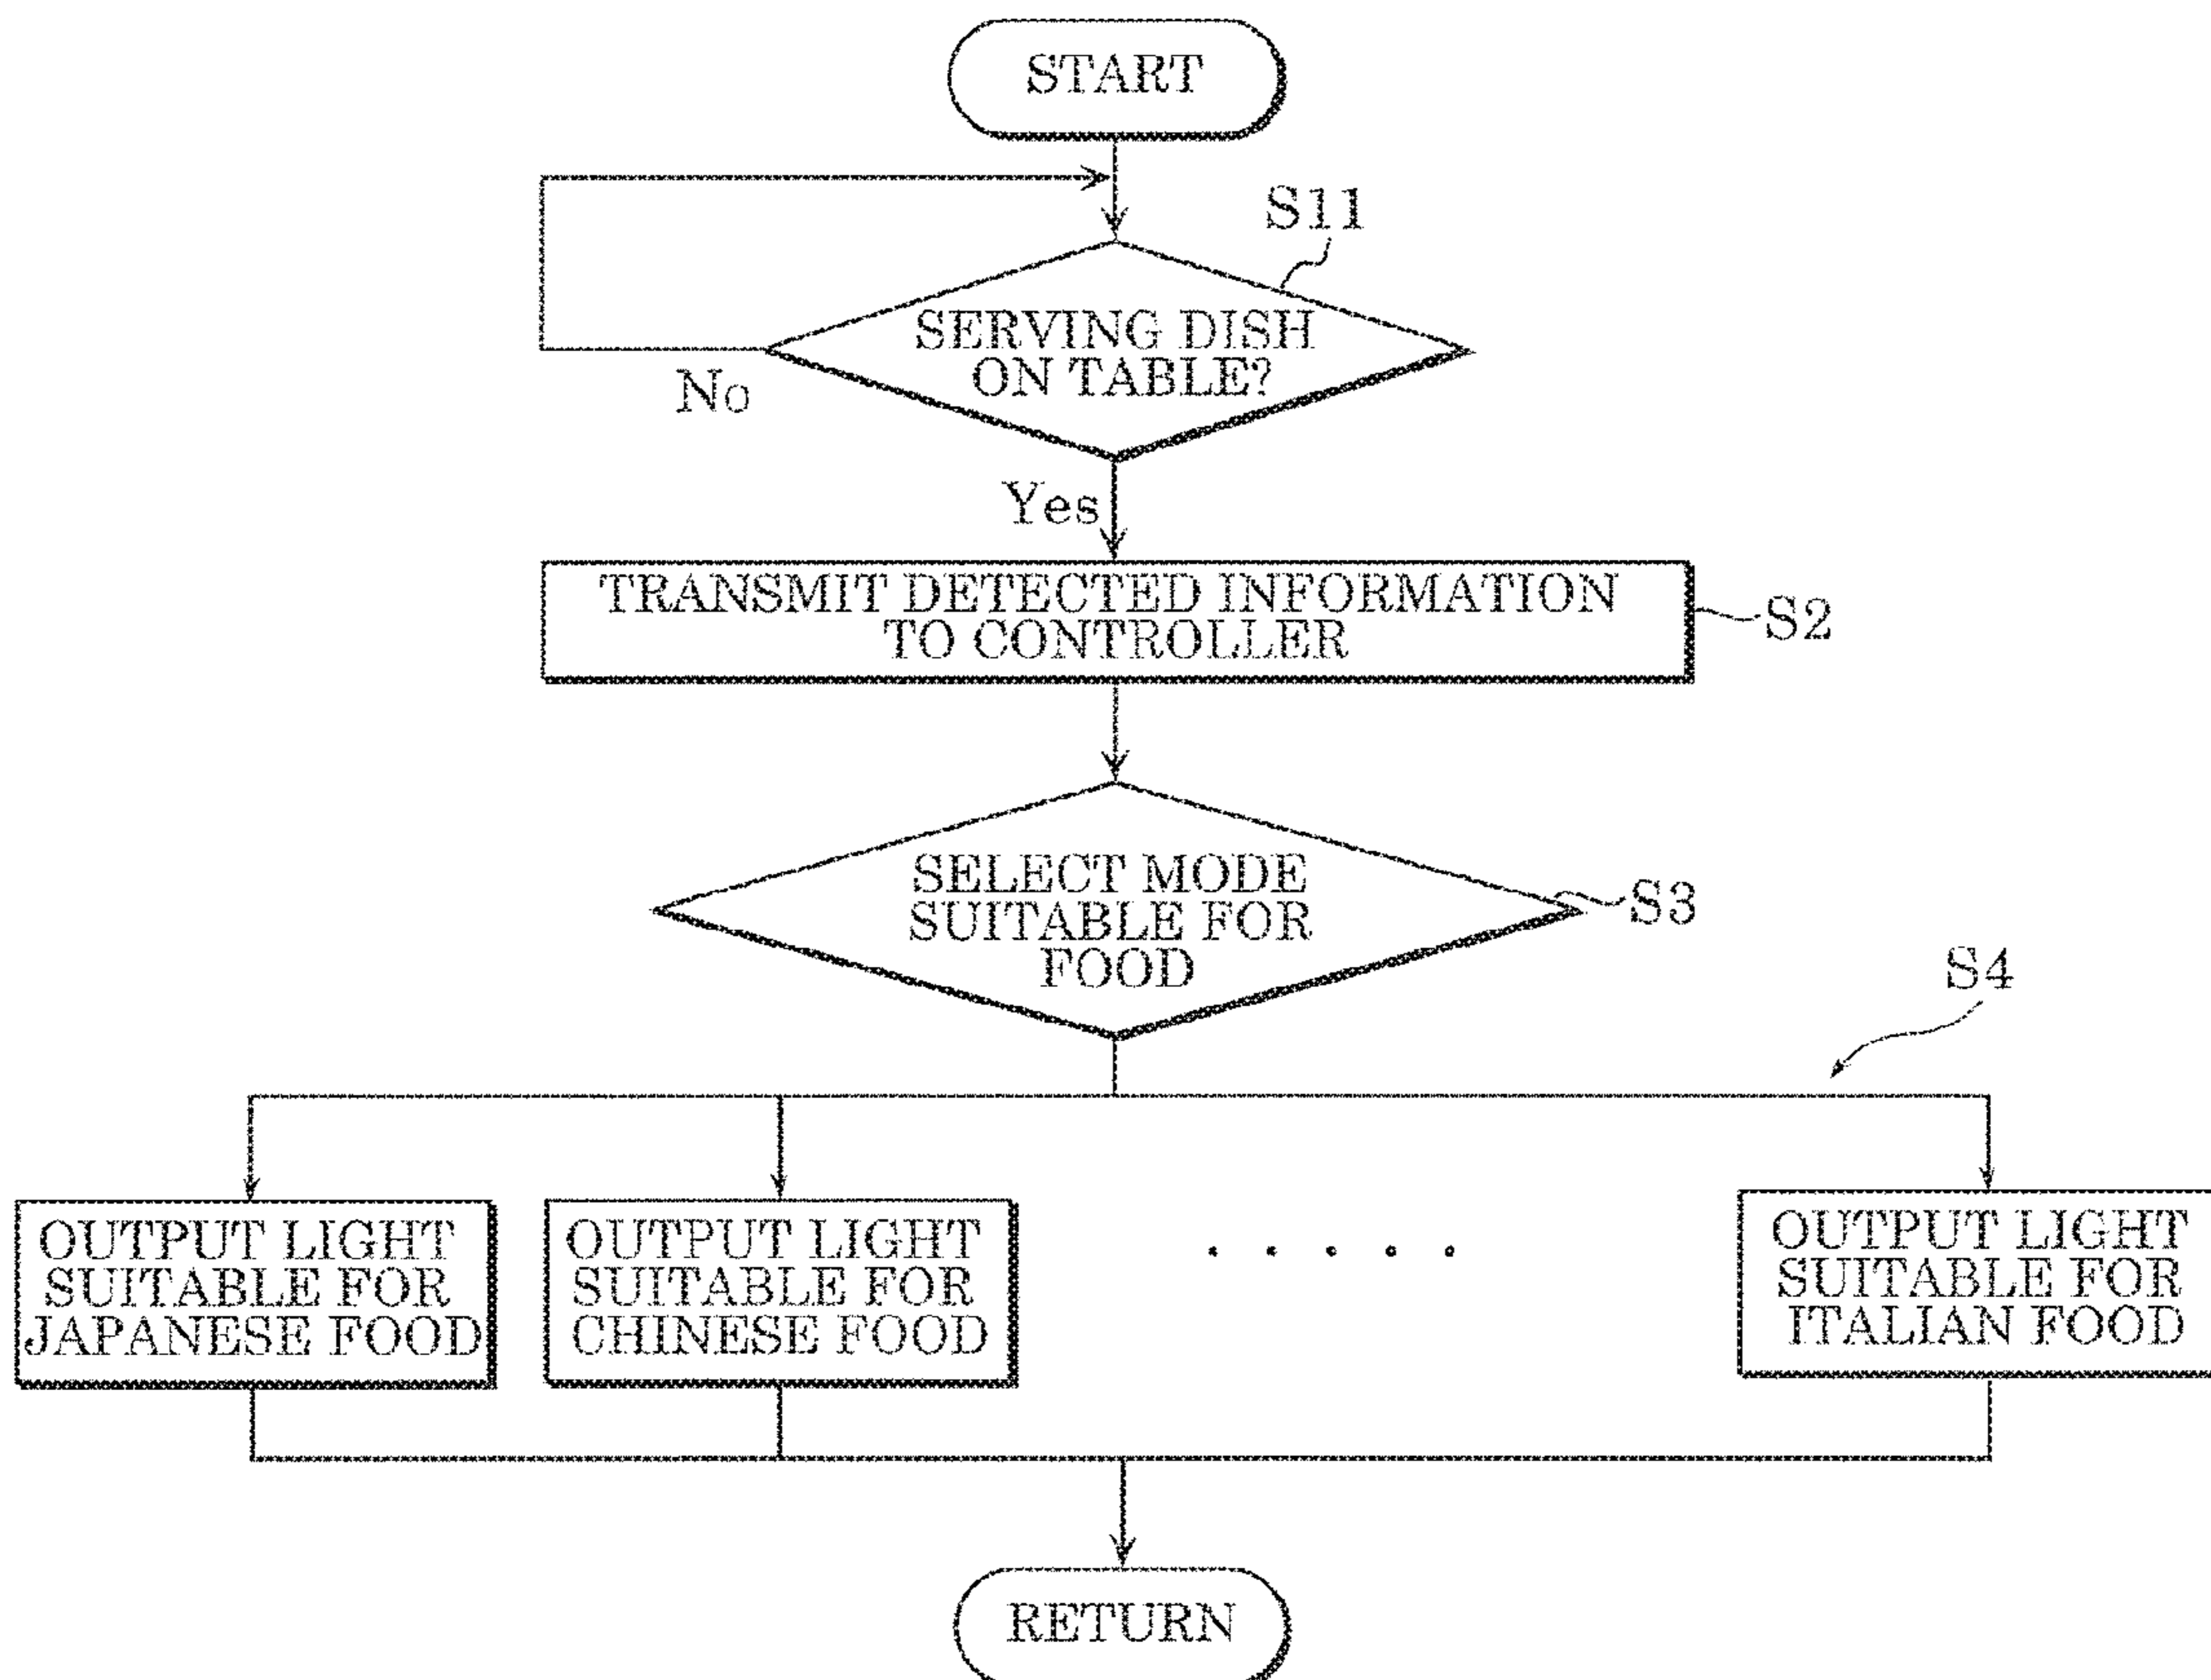 START
S11
SERVING DISH
ON TABLE?
No
Yes
TRANSMIT DETECTED INFORMATION
TO CONTROLLER
S2
SELECT MODE
SUITABLE FOR
FOOD
S3
S4
OUTPUT LIGHT
SUITABLE FOR
JAPANESE FOOD
OUTPUT LIGHT
SUITABLE FOR
CHINESE FOOD
. . . . .
OUTPUT LIGHT
SUITABLE FOR
ITALIAN FOOD
RETURN